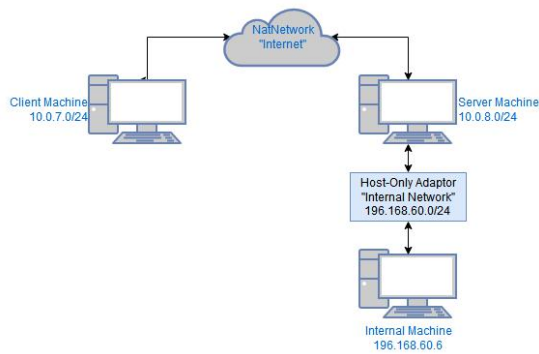 NatNetwork
"Internet"
Client Machine
10.0.7.0/24
Server Machine
10.0.8.0/24
Host-Only Adaptor
"Internal Network"
196.168.60.0/24
Internal Machine
196.168.60.6